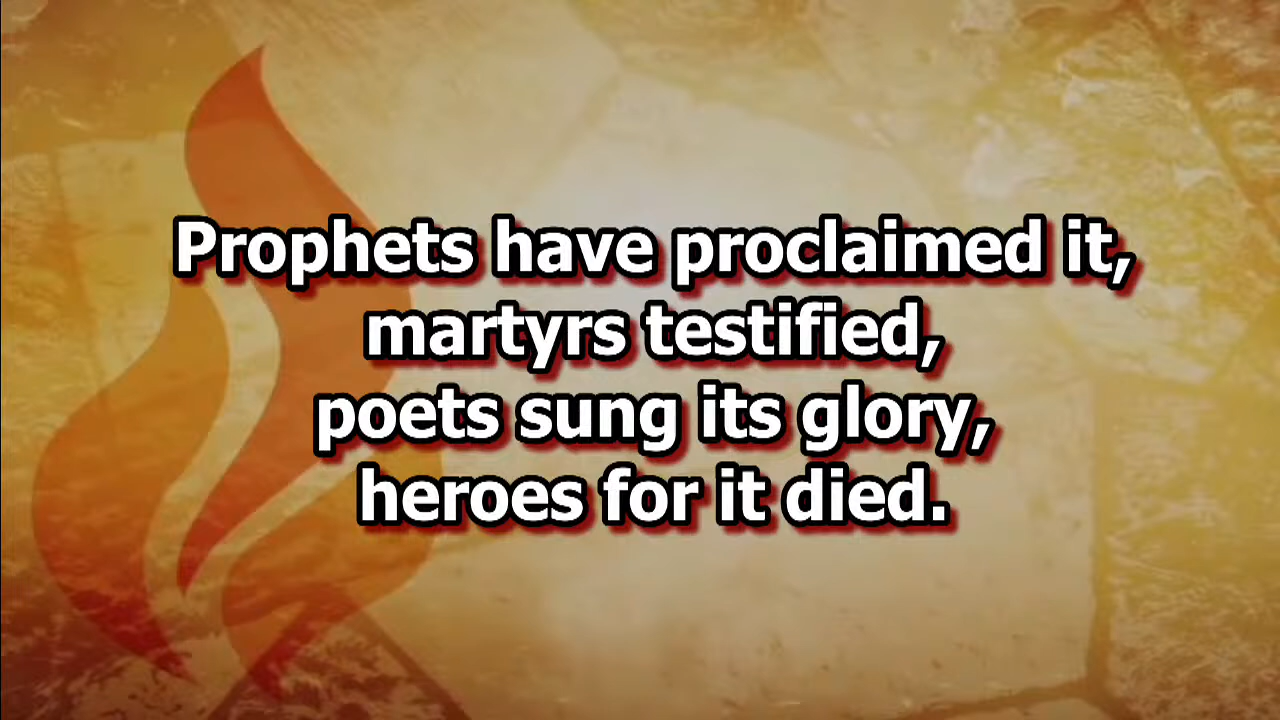 Prophets have proclaimed it,
martyrs testified,
poets sung its glory,
heroes for it died.